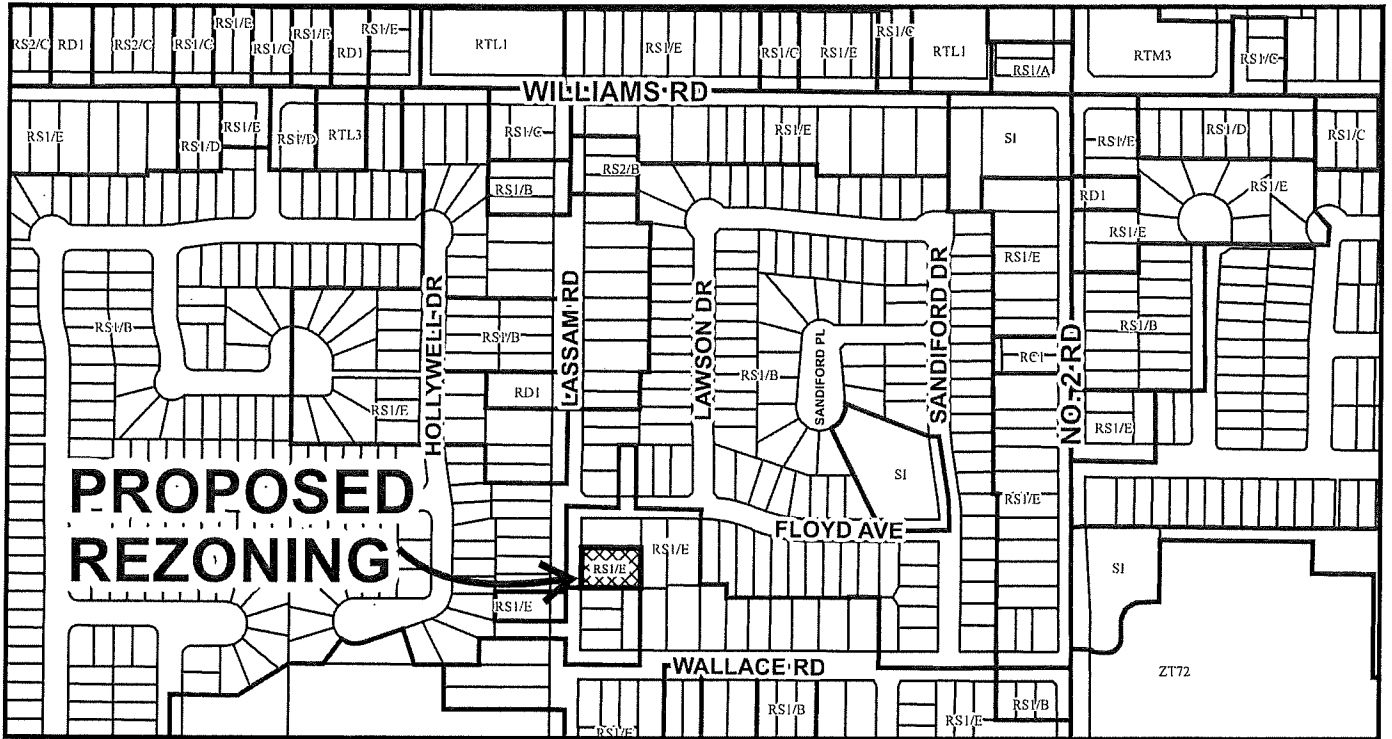 RS2/C RD1 RS2/C RS1/C RS1/E RS1/C RS1/E RD1 RS1/E RTL1 RS1/E RS1/C RS1/E RS1/C RTL1 RS1/A RTM3 RS1/C
WILLIAMS RD
RS1/E RS1/D RS1/E RS1/D RTL3 RS1/C RS1/E SI RS1/E RS1/D RS1/C
RS1/B RS2/B RD1 RS1/E
RS1/E RS1/E
RS1/B HOLLYWELL DR RS1/B LASSAM RD LAWSON DR RS1/B SANDIFORD PL SANDIFORD DR RC1 NO. 2 RD RS1/B
RS1/E RD1 RS1/E
SI RS1/E
PROPOSED
REZONING
FLOYD AVE
RS1/E RS1/E SI
RS1/E
WALLACE RD
ZT72
RS1/E RS1/B RS1/E RS1/B